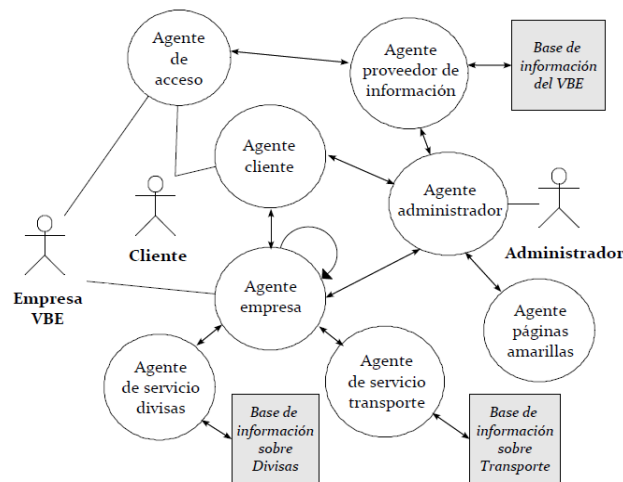 Agente
de
acceso
Agente
proveedor de
información
Base de
información
del VBE
Agente
cliente
Agente
administrador
Cliente
Administrador
Empresa
VBE
Agente
empresa
Agente
páginas
amarillas
Agente
de servicio
divisas
Agente
de servicio
transporte
Base de
información
sobre
Divisas
Base de
información
sobre
Transporte